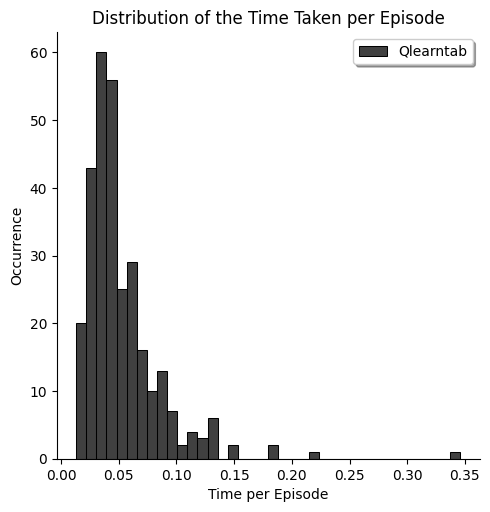 Distribution of the Time Taken per Episode
Qlearntab
60
50
40
30
20
10
0
Occurrence
0.00 0.05 0.10 0.15 0.20 0.25 0.30 0.35
Time per Episode